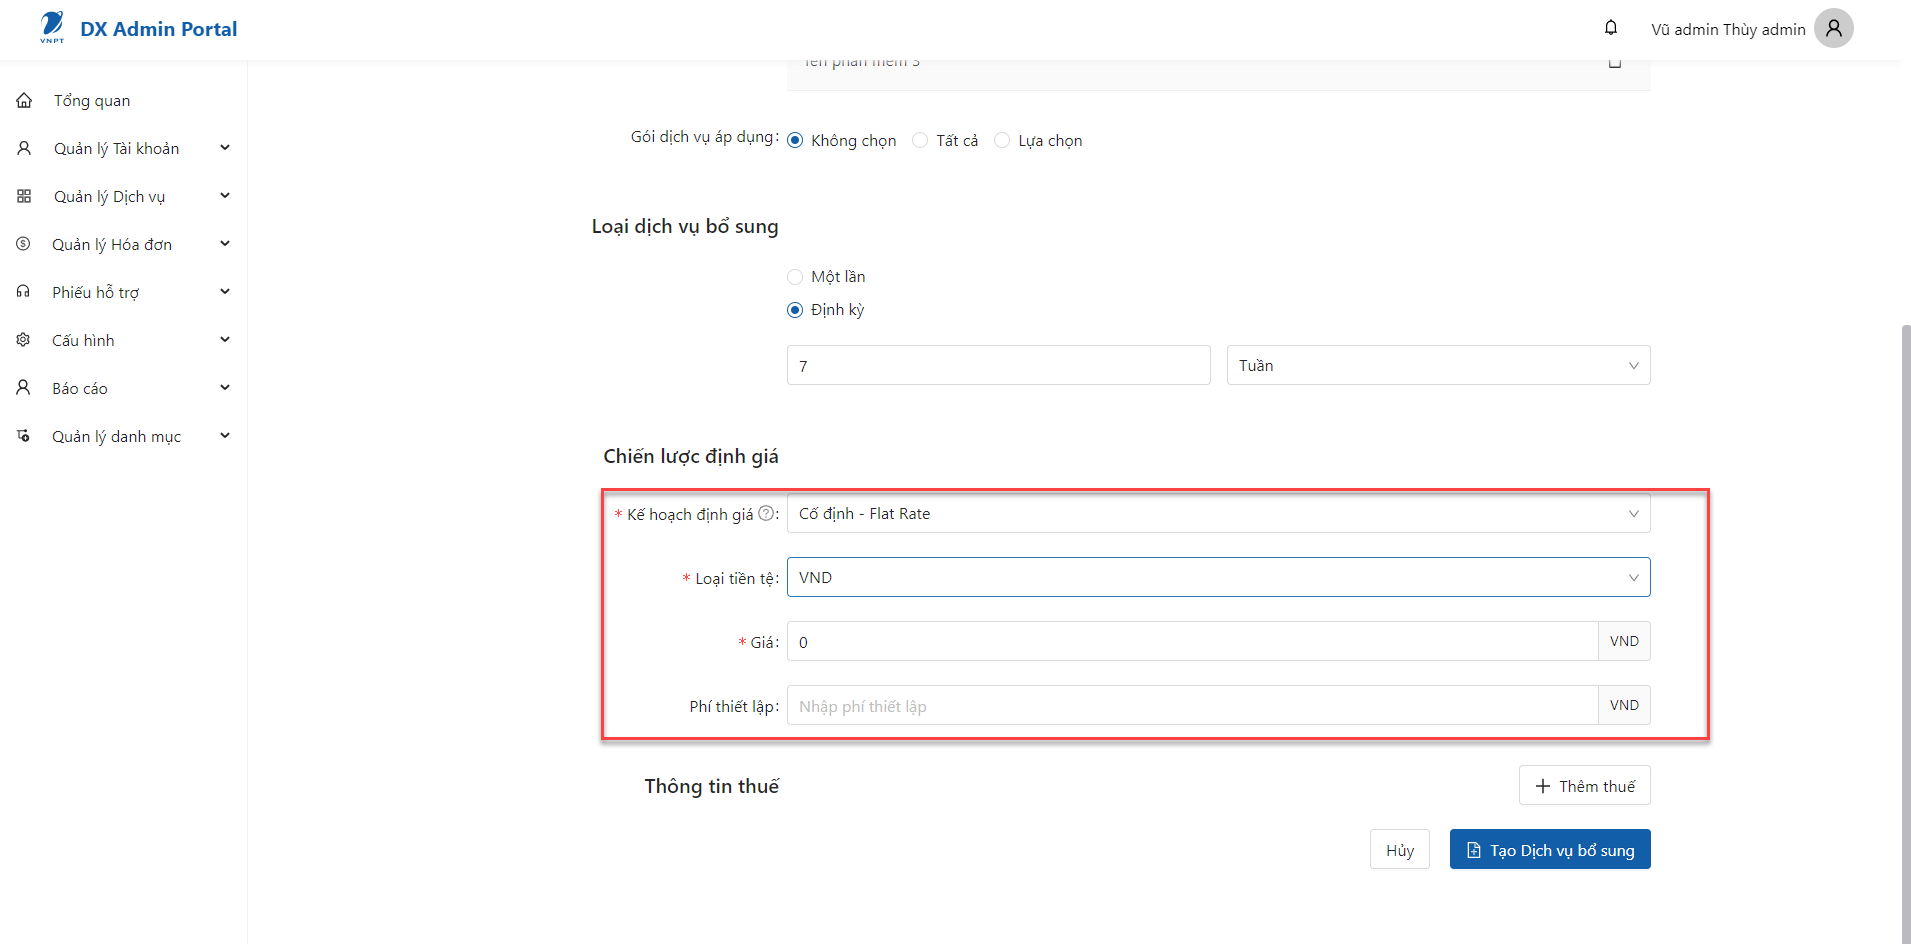 VNPT
DX Admin Portal
Vũ admin Thùy admin
Tổng quan
Quản lý Tài khoản
Quản lý Dịch vụ
Quản lý Hóa đơn
Phiếu hỗ trợ
Cấu hình
Báo cáo
Quản lý danh mục
Tên phần mềm 3
Gói dịch vụ áp dụng: Không chọn Tất cả Lựa chọn
Loại dịch vụ bổ sung
Một lần
Định kỳ
7 Tuần
Chiến lược định giá
* Kế hoạch định giá ?: Cố định - Flat Rate
* Loại tiền tệ: VND
* Giá: 0 VND
Phí thiết lập: Nhập phí thiết lập VND
Thông tin thuế + Thêm thuế
Hủy Tạo Dịch vụ bổ sung